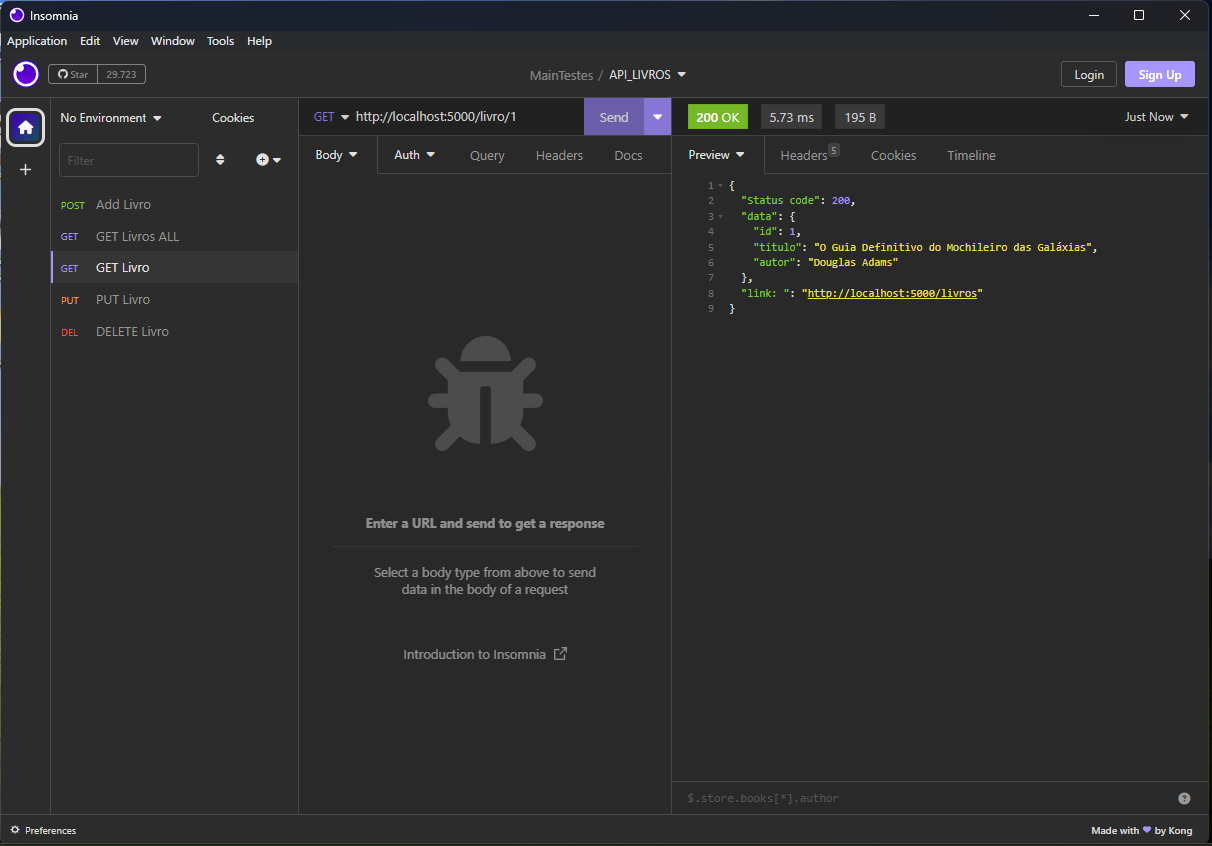 Insomnia
Application Edit View Window Tools Help
Star 29.723
MainTestes / API_LIVROS
Login Sign Up
No Environment Cookies
Filter
POST Add Livro
GET GET Livros ALL
GET GET Livro
PUT PUT Livro
DEL DELETE Livro
GET http://localhost:5000/livro/1 Send
Body Auth Query Headers Docs
Enter a URL and send to get a response
Select a body type from above to send
data in the body of a request
Introduction to Insomnia
200 OK 5.73 ms 195 B Just Now
Preview Headers 5 Cookies Timeline
1 {
2 "Status code": 200,
3 "data": {
4 "id": 1,
5 "titulo": "O Guia Definitivo do Mochileiro das Galáxias",
6 "autor": "Douglas Adams"
7 },
8 "link: ": "http://localhost:5000/livros"
9 }
$.store.books[*].author ?
Preferences
Made with by Kong